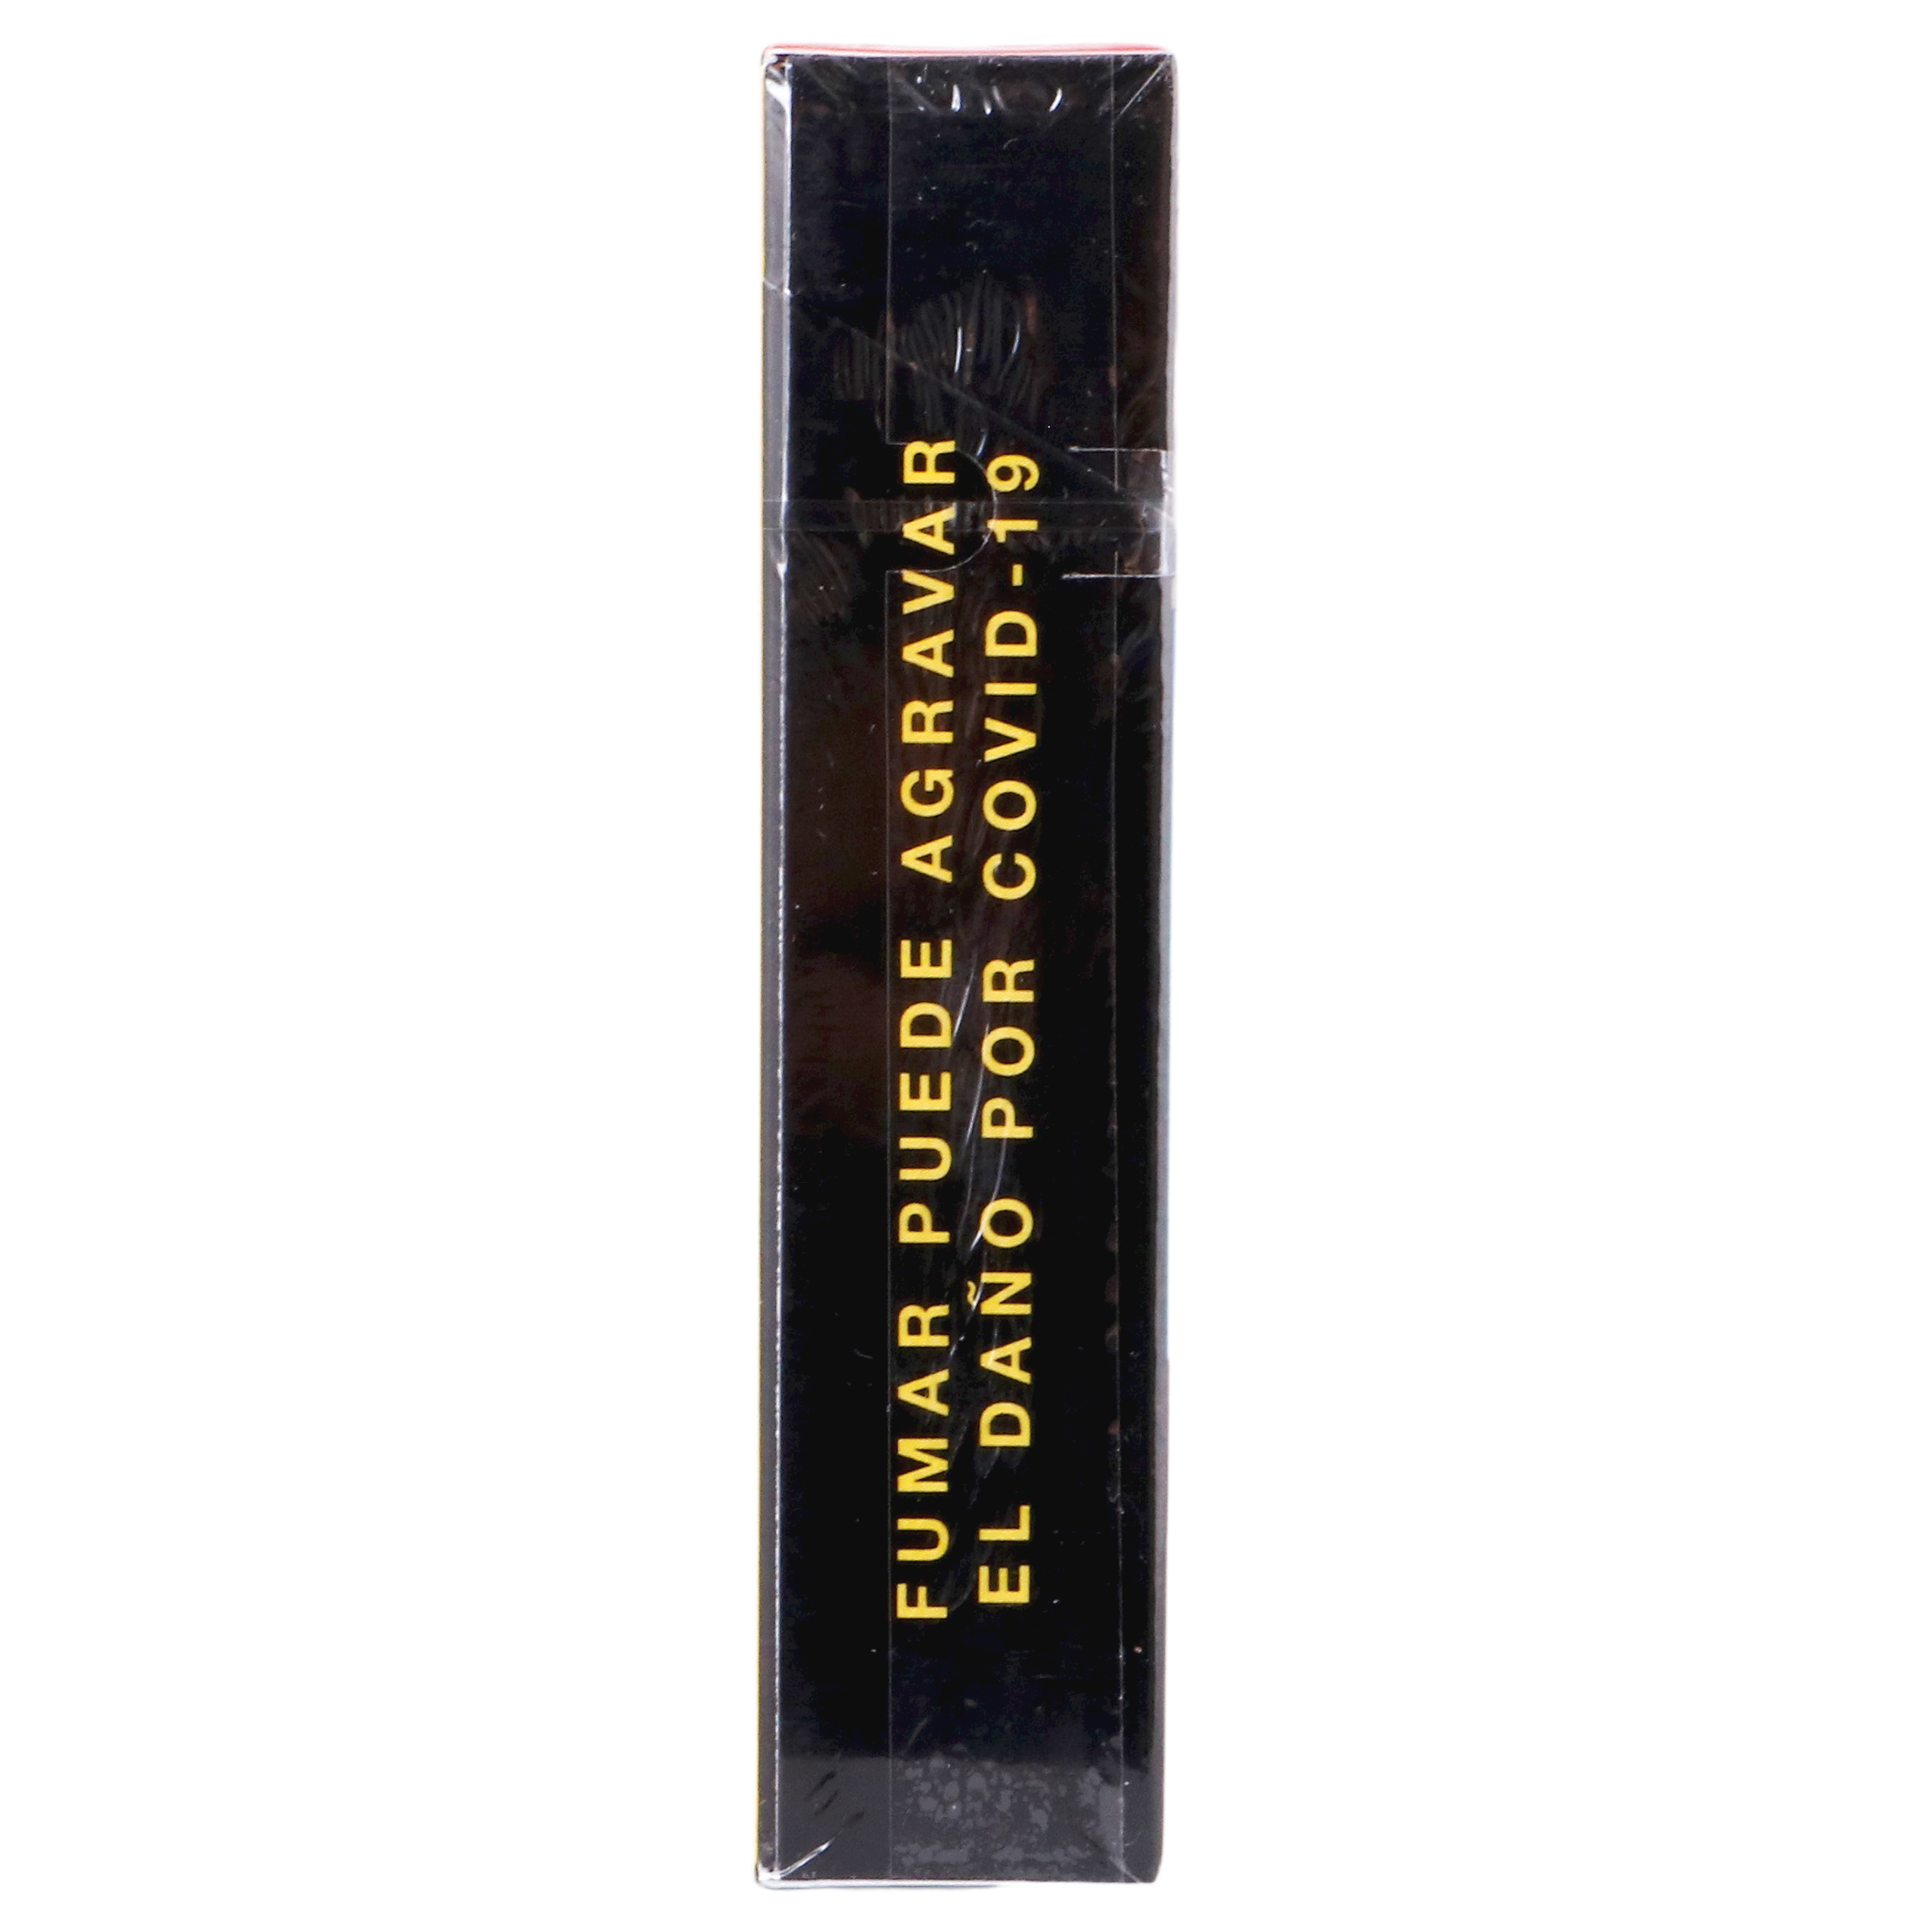 FUMAR PUEDE AGRAVAR
EL DAÑO POR COVID-19